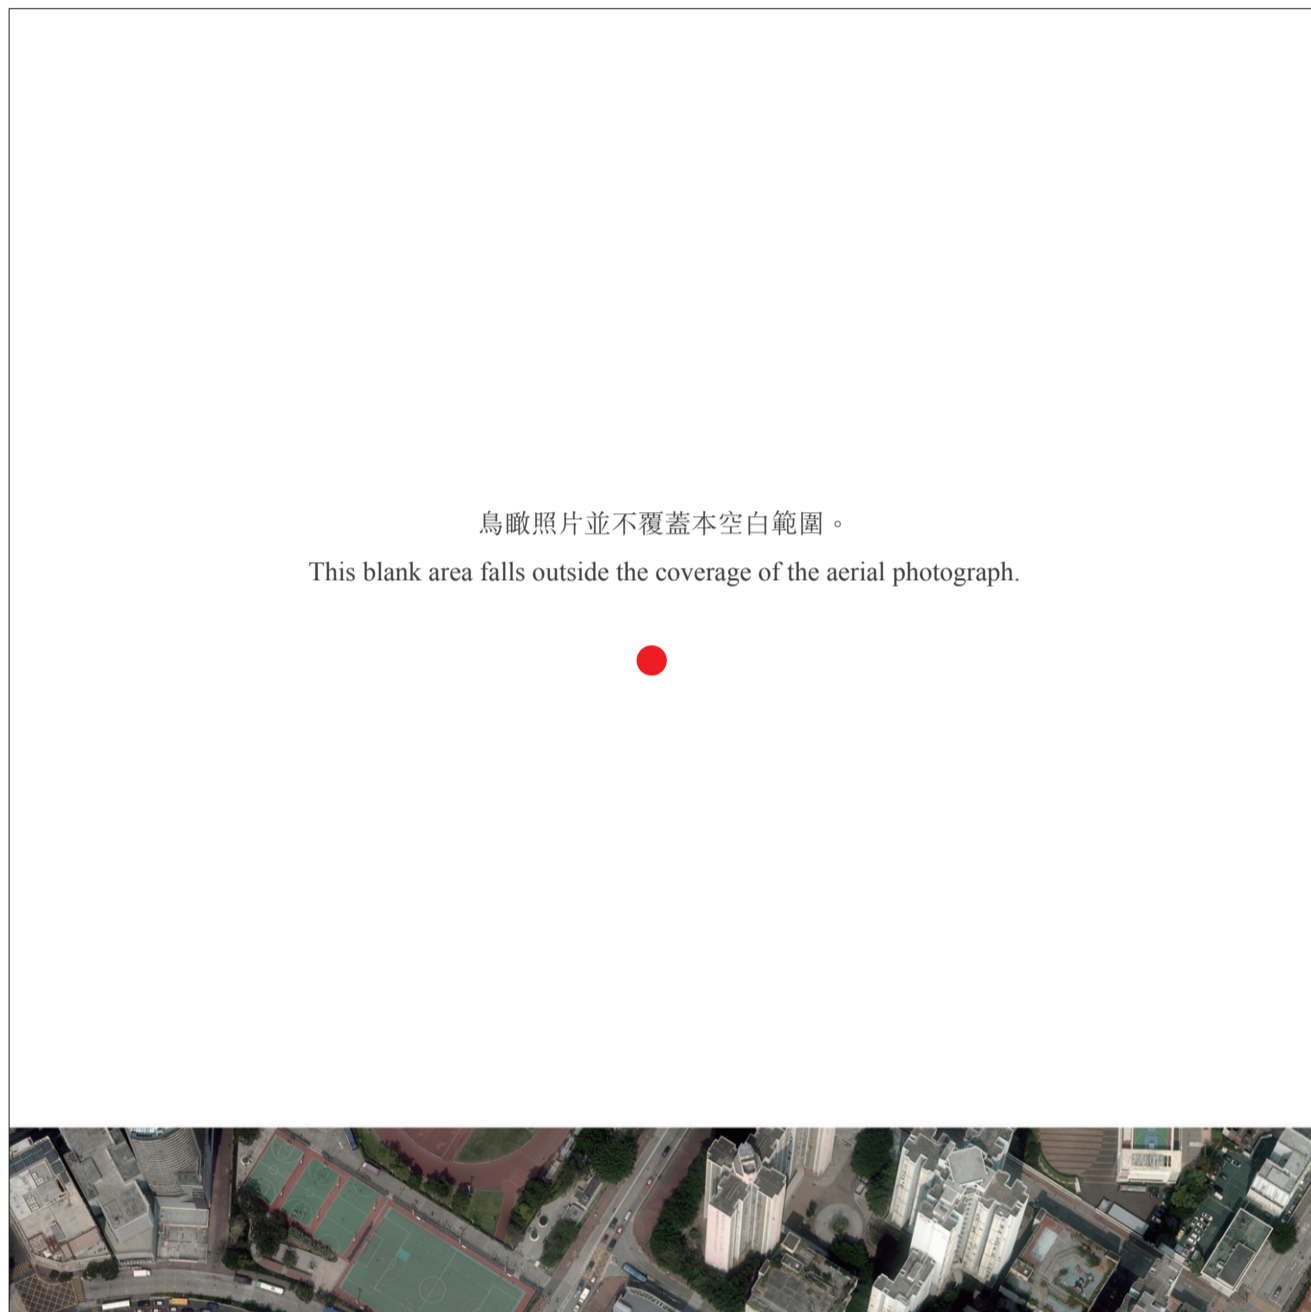 鳥瞰照片並不覆蓋本空白範圍。
This blank area falls outside the coverage of the aerial photograph.